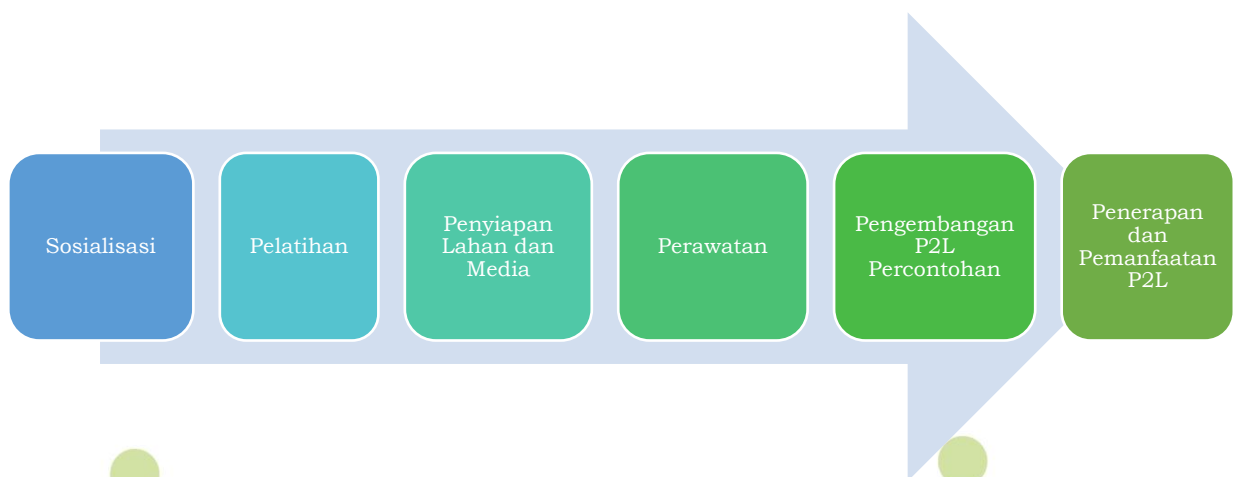 Sosialisasi
Pelatihan
Penyiapan
Lahan dan
Media
Perawatan
Pengembangan
P2L
Percontohan
Penerapan
dan
Pemanfaatan
P2L